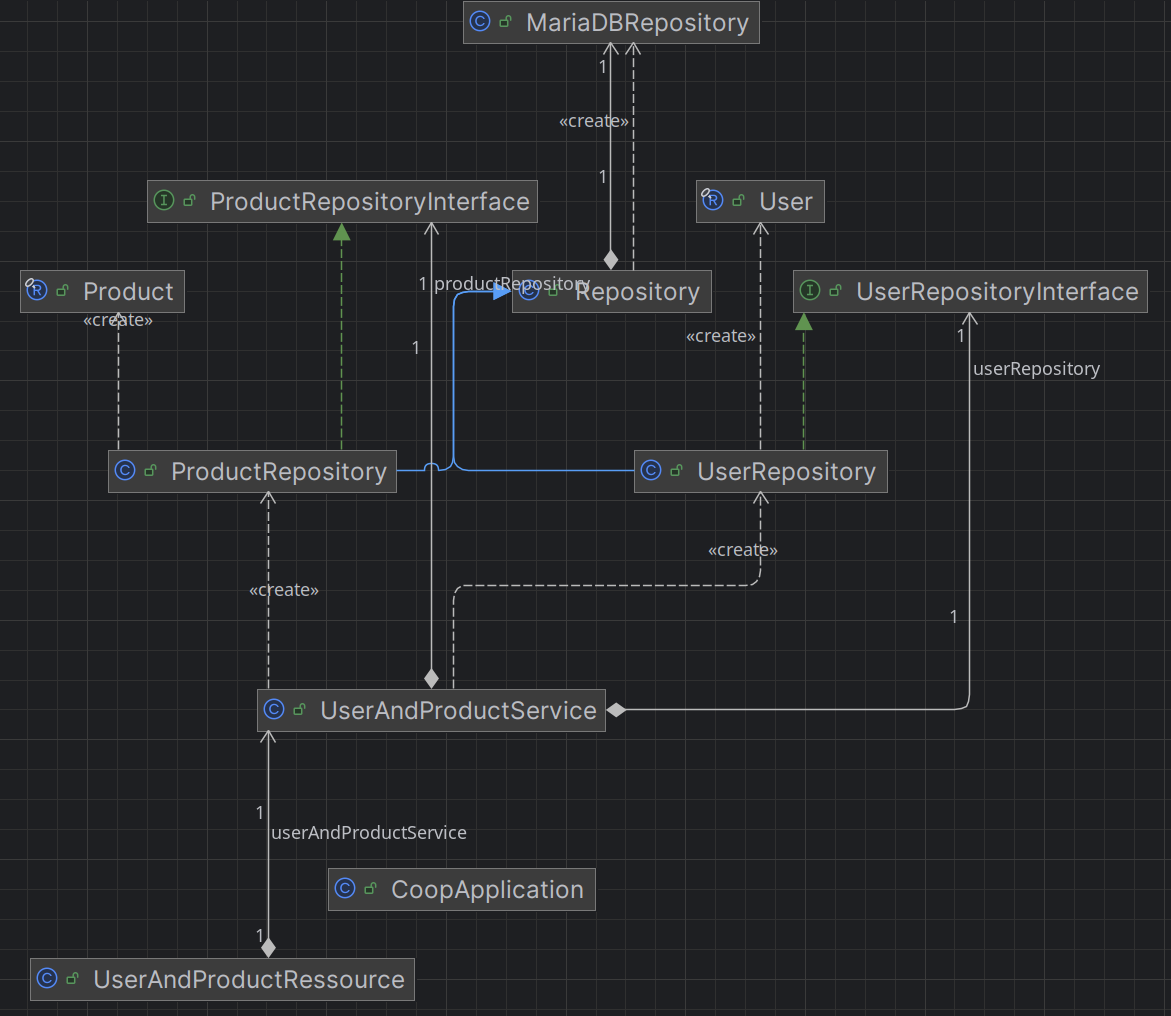 MariaDBRepository
1
«create»
1
ProductRepositoryInterface
User
Product
«create»
1 productRepository
Repository
UserRepositoryInterface
1
«create»
1
userRepository
ProductRepository
UserRepository
«create»
«create»
1
UserAndProductService
1
userAndProductService
CoopApplication
1
UserAndProductRessource